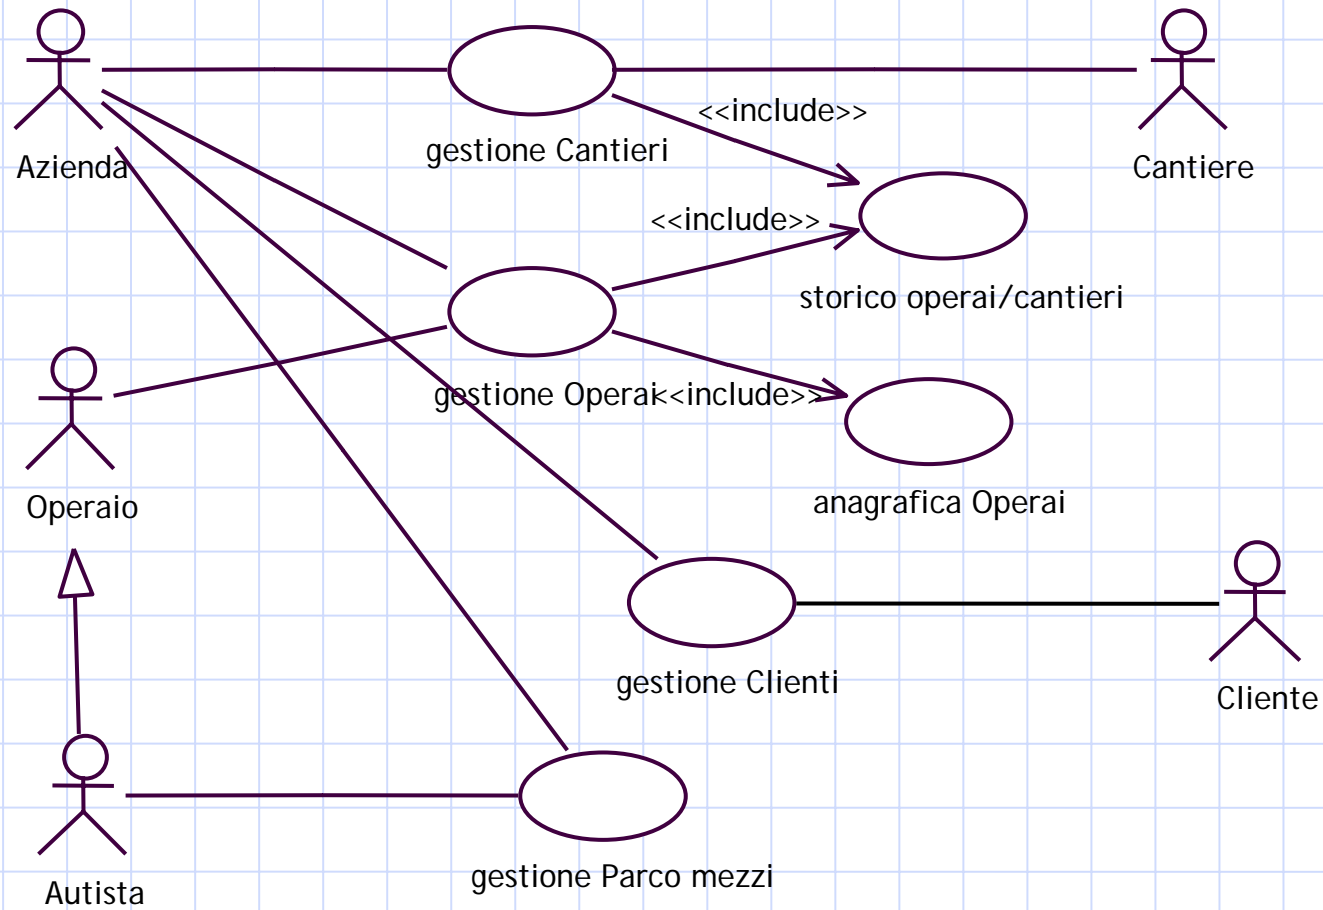 <<include>>
gestione Cantieri
Azienda
Cantiere
<<include>>
storico operai/cantieri
gestione Operai
<<include>>
anagrafica Operai
Operaio
gestione Clienti
Cliente
gestione Parco mezzi
Autista